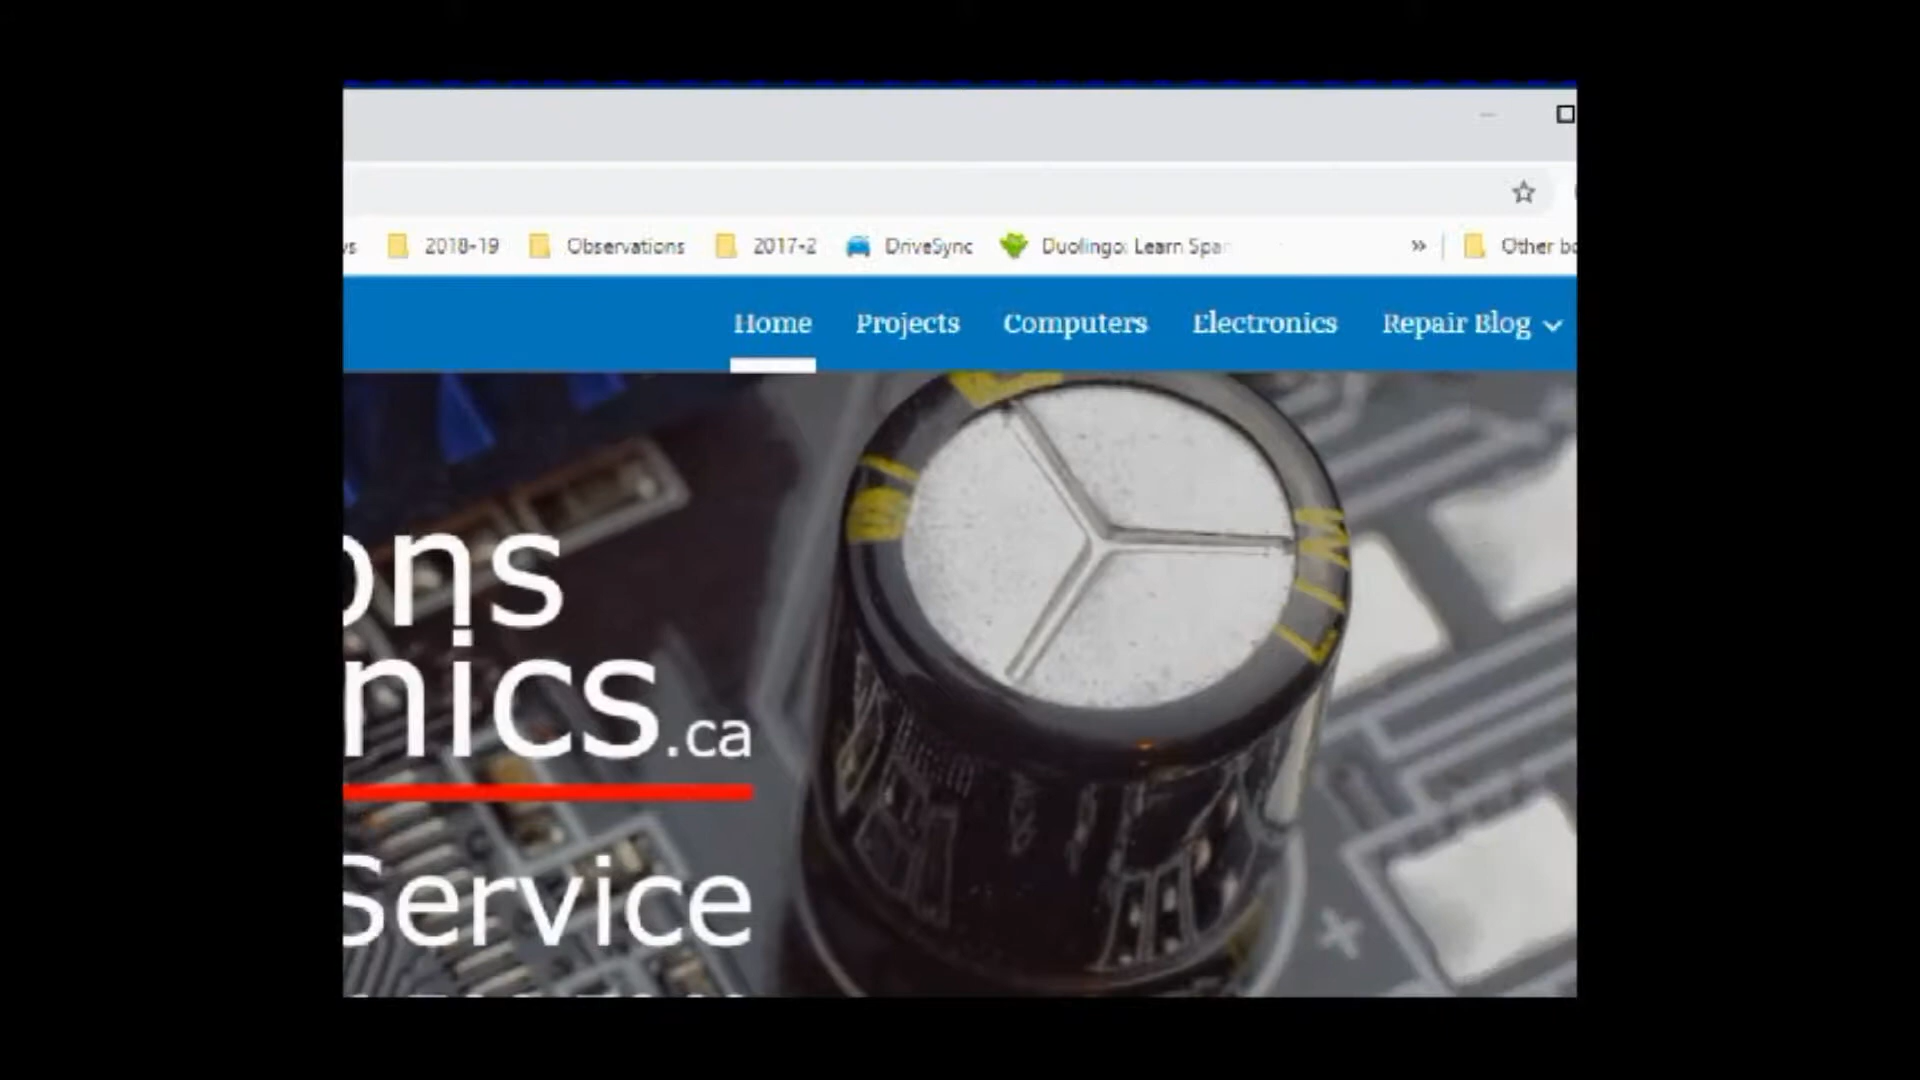 2018-19 Observations 2017-2 DriveSync Duolingo: Learn Spa » Other bo
Home Projects Computers Electronics Repair Blog
ons
nics.ca
Service